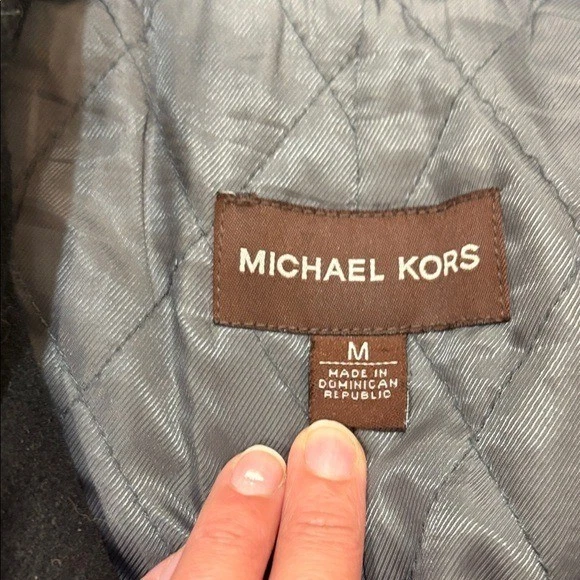 MICHAEL KORS
M
MADE IN
DOMINICAN
REPUBLIC